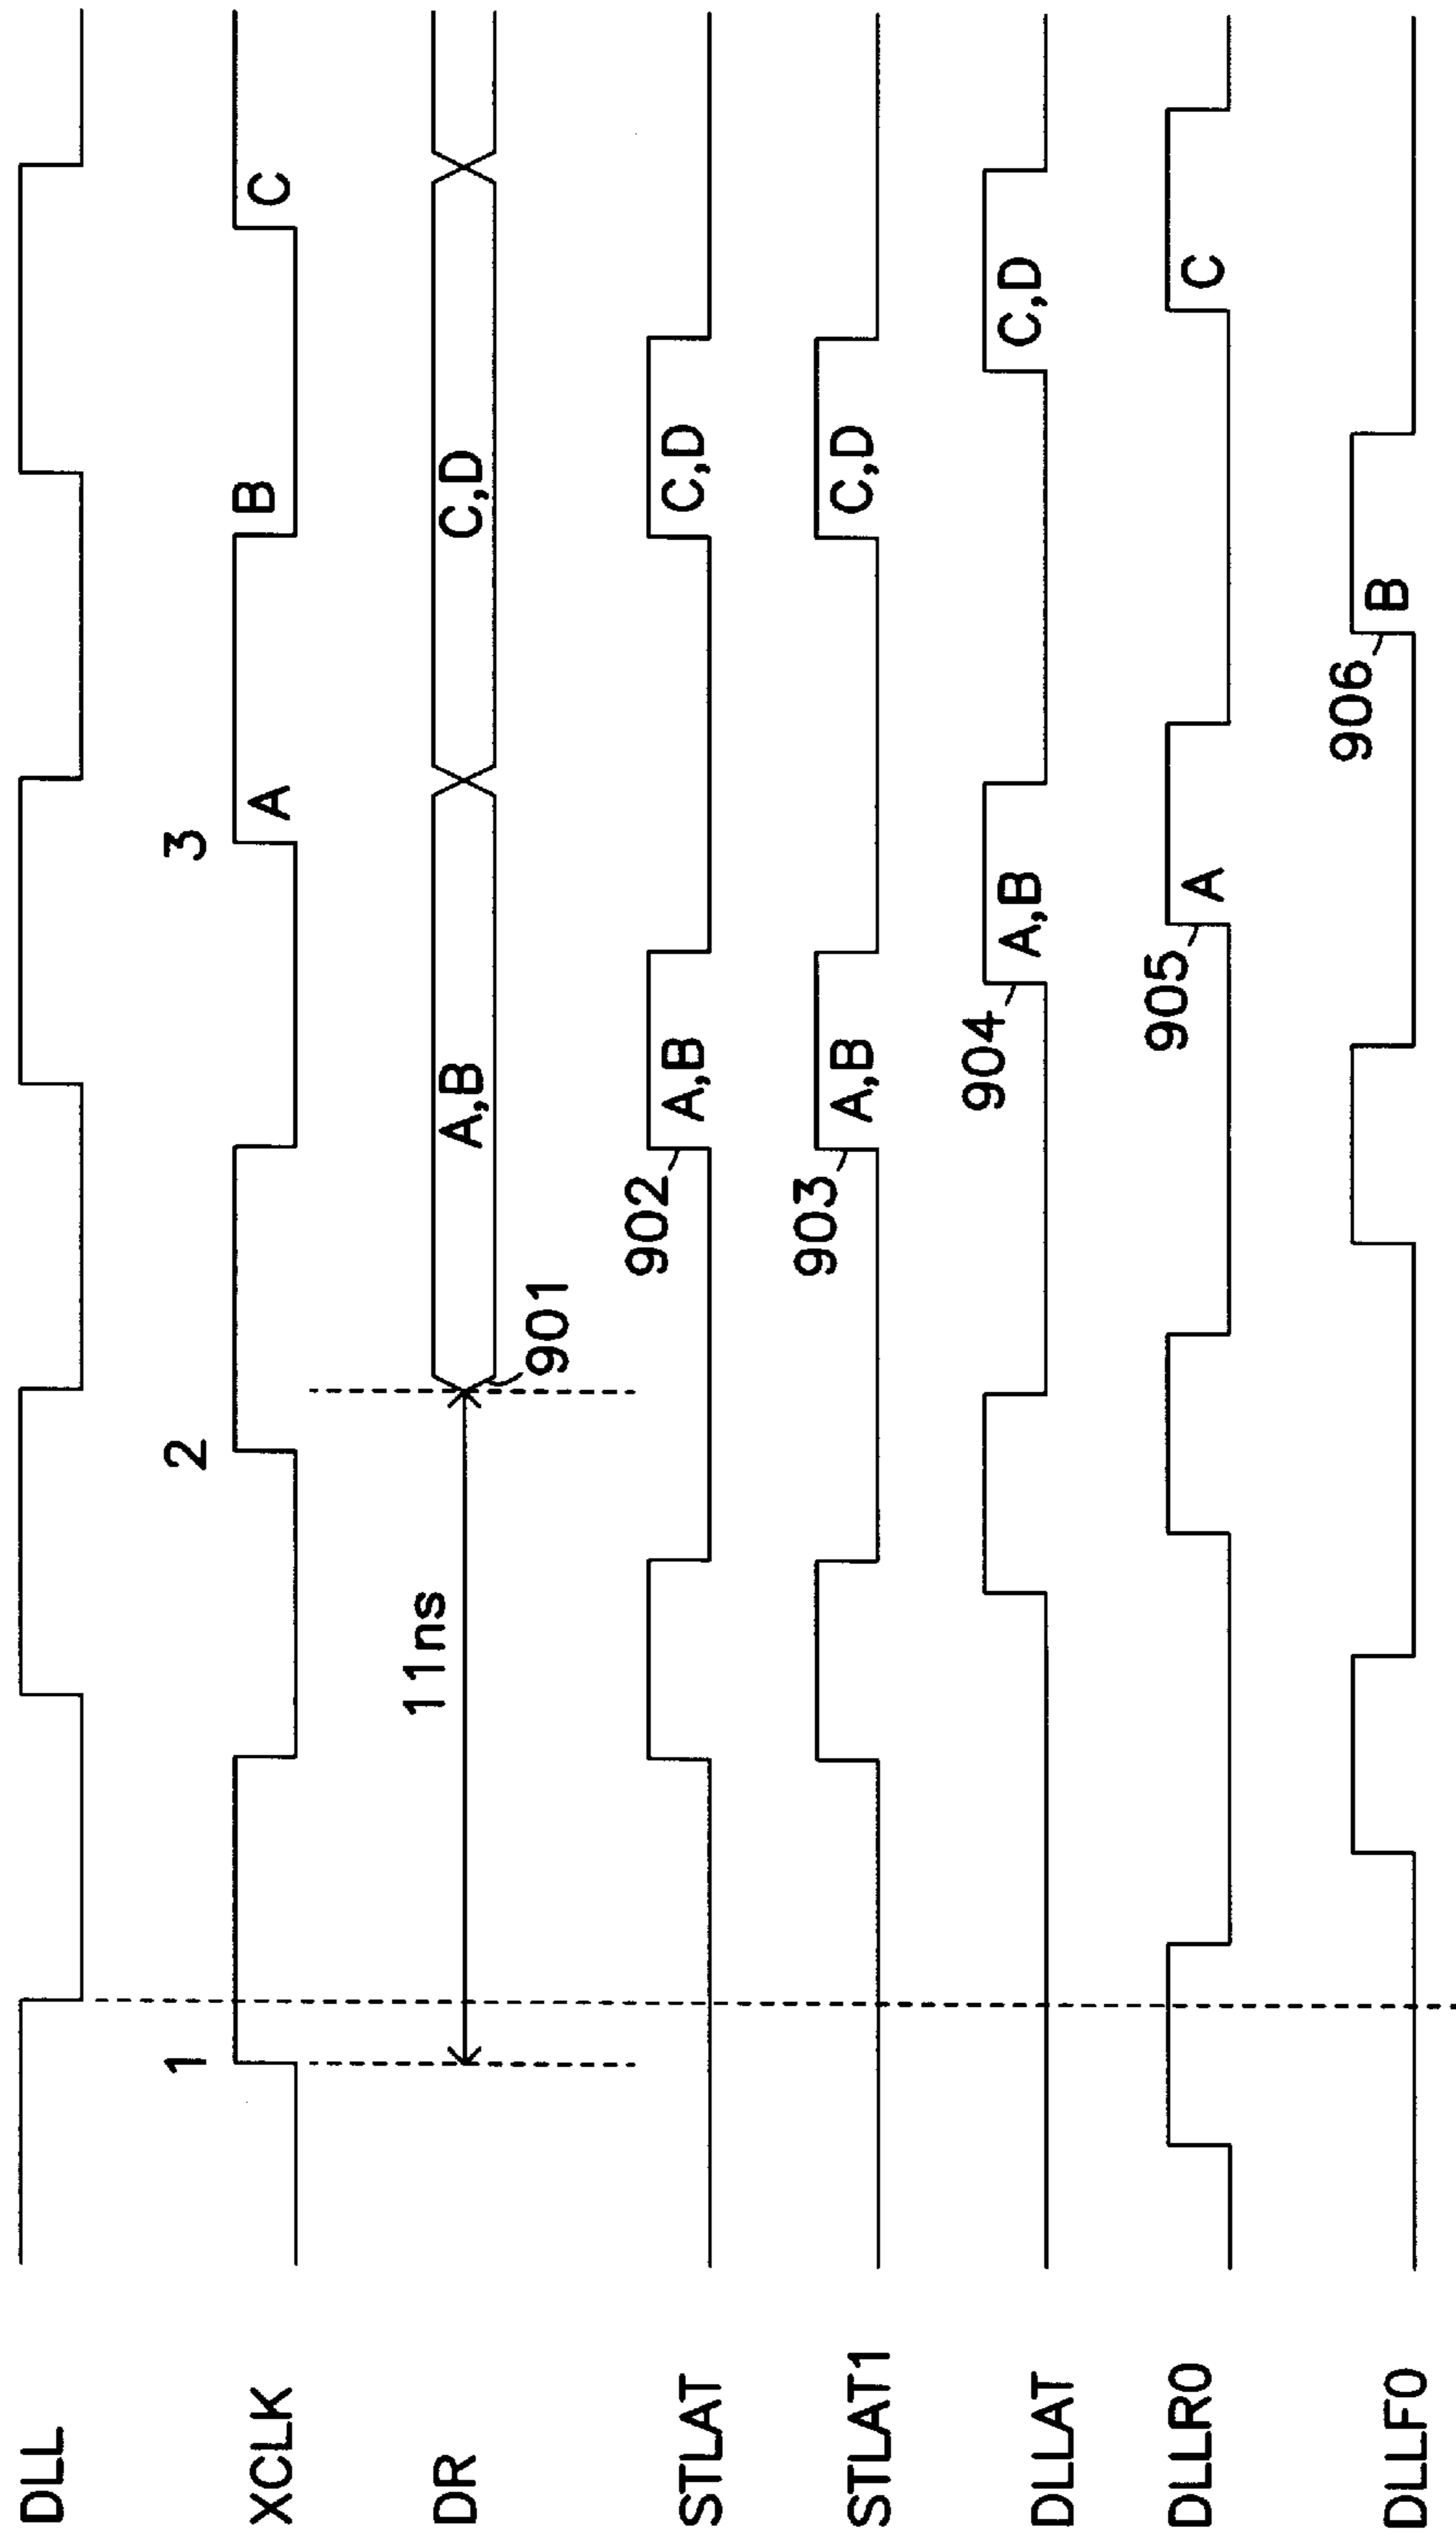 DLL
XCLK 1 2 3 A B C
DR 11ns 901 A,B C,D
STLAT 902 A,B C,D
STLAT1 903 A,B C,D
DLLAT 904 A,B C,D
DLLR0 905 A C
DLLF0 906 B